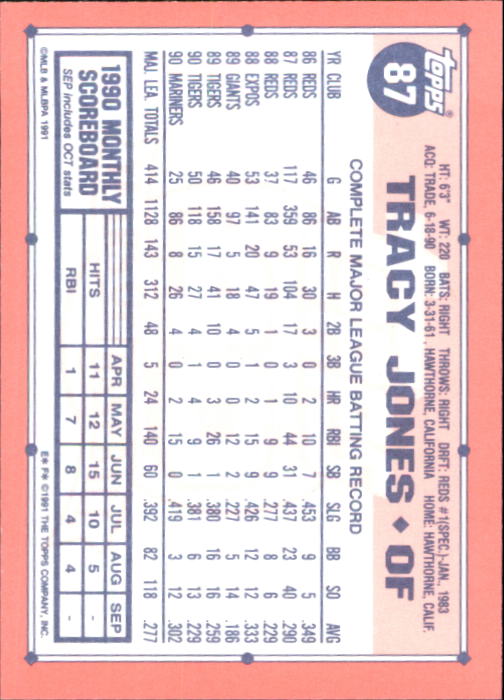 topps®
87
HT: 6'3" WT: 220 BATS: RIGHT THROWS: RIGHT DRFT: REDS #1(SPEC.)-JAN., 1983
ACQ: TRADE, 6-18-90 BORN: 3-31-61, HAWTHORNE, CALIFORNIA HOME: HAWTHORNE, CALIF.
TRACY JONES ◆ OF
COMPLETE MAJOR LEAGUE BATTING RECORD
YR CLUB G AB R H 2B 3B HR RBI SB SLG BB SO AVG
86 REDS 46 86 16 30 3 0 2 10 7 .453 9 5 .349
87 REDS 117 359 53 104 17 3 10 44 31 .437 23 40 .290
88 REDS 37 83 9 19 1 0 1 9 9 .277 8 6 .229
88 EXPOS 53 141 20 47 5 1 2 15 9 .426 12 12 .333
89 GIANTS 40 97 5 18 4 0 0 12 2 .227 5 14 .186
89 TIGERS 46 158 17 41 10 0 3 26 1 .380 16 16 .259
90 TIGERS 50 118 15 27 4 1 4 9 1 .381 6 13 .229
90 MARINERS 25 86 8 26 4 0 2 15 0 .419 3 12 .302
MAJ. LEA. TOTALS 414 1128 143 312 48 5 24 140 60 .392 82 118 .277
1990 MONTHLY
SCOREBOARD
SEP includes OCT stats
APR MAY JUN JUL AUG SEP
HITS 11 12 15 10 5 -
RBI 1 7 8 4 4 -
©MLB & MLBPA 1991
E* F* ©1991 THE TOPPS COMPANY, INC.